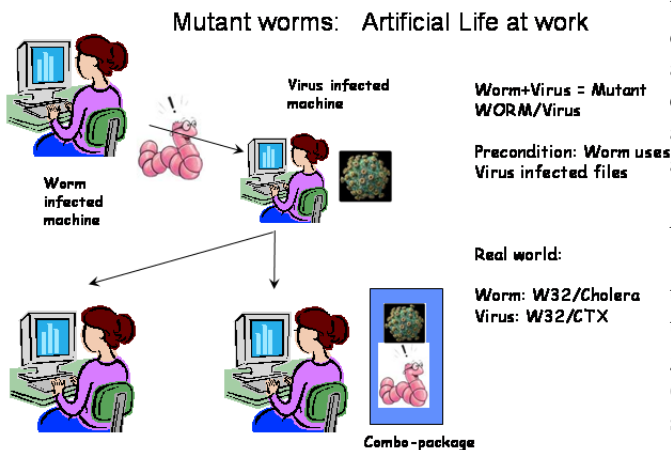 Mutant worms: Artificial Life at work
Virus infected
machine
Worm+Virus = Mutant
WORM/Virus
Precondition: Worm uses
Virus infected files
Worm
infected
machine
Real world:
Worm: W32/Cholera
Virus: W32/CTX
Combo-package